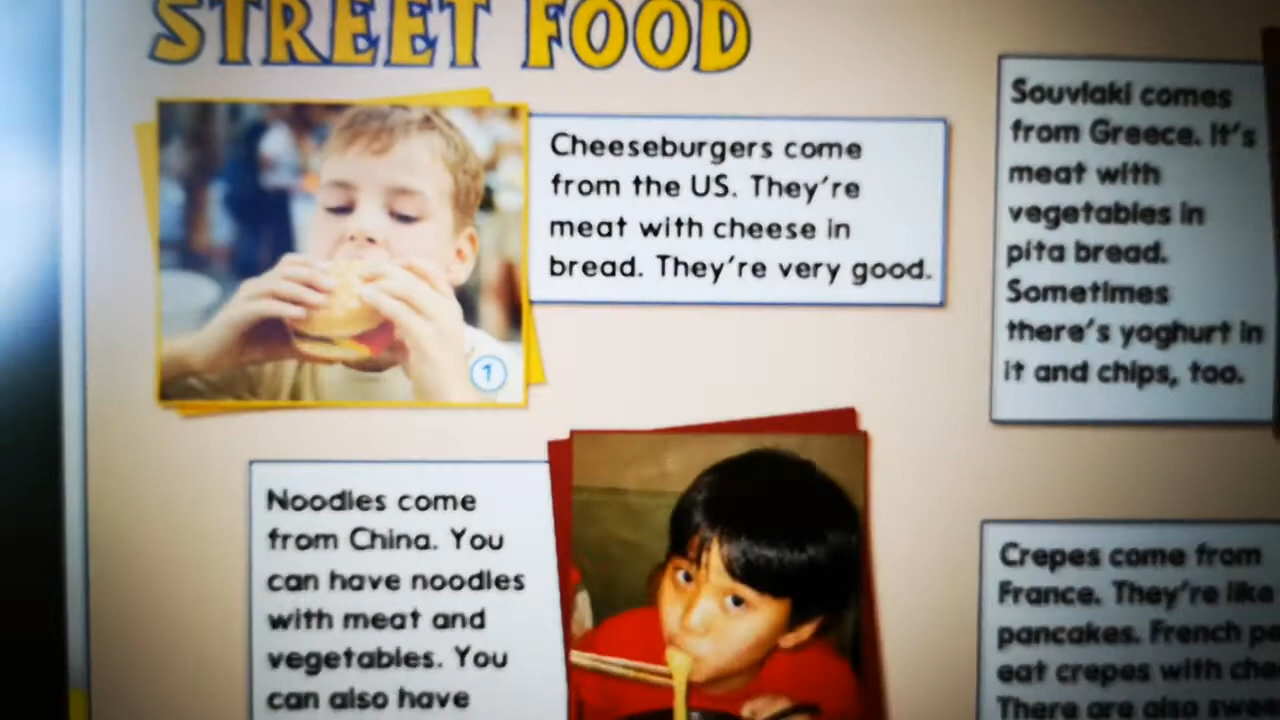 STREET FOOD
Cheeseburgers come
from the US. They're
meat with cheese in
bread. They're very good.
1
Noodles come
from China. You
can have noodles
with meat and
vegetables. You
can also have
Souvlaki comes
from Greece. It's
meat with
vegetables in
pita bread.
Sometimes
there's yoghurt in
it and chips, too.
Crepes come from
France. They're like
pancakes. French
eat crepes with
There are also